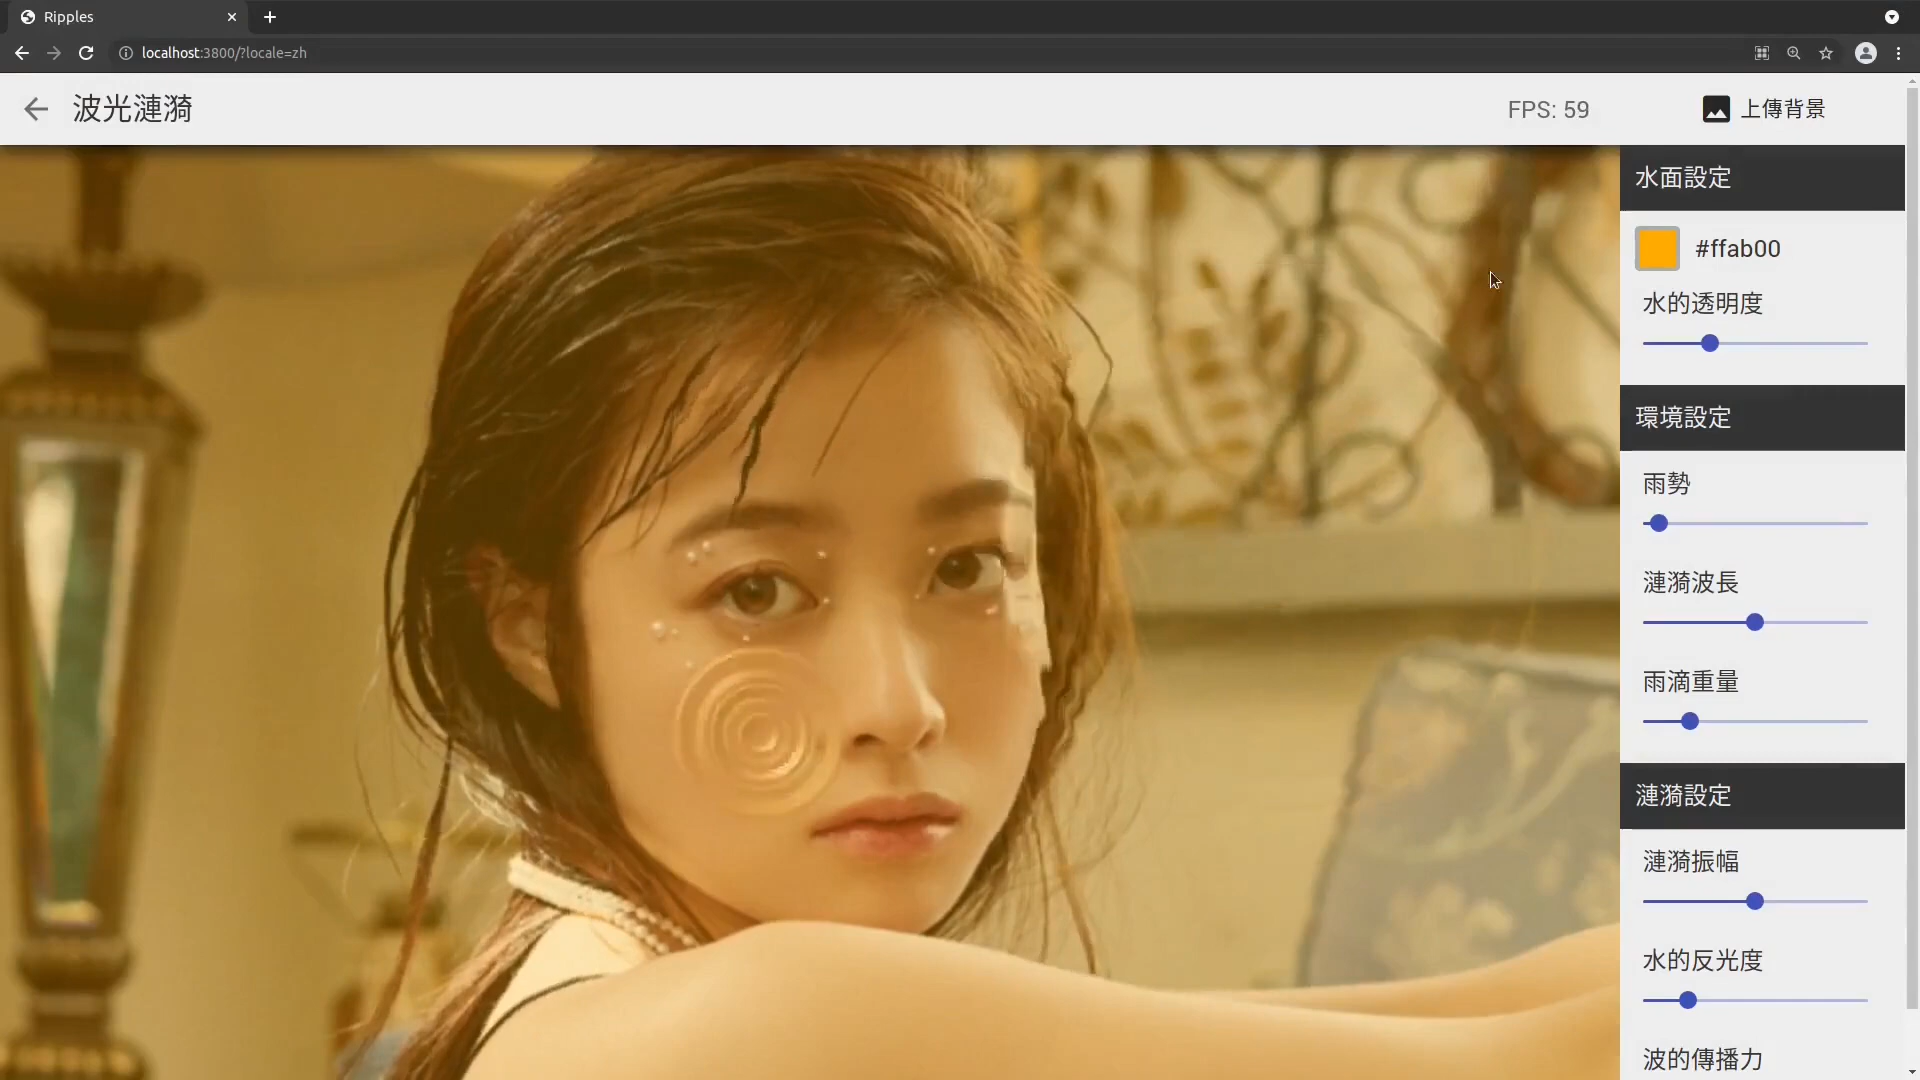 Ripples
localhost:3800/?locale=zh
波光漣漪
FPS: 59
上傳背景
水面設定
#ffab00
水的透明度
環境設定
雨勢
漣漪波長
雨滴重量
漣漪設定
漣漪振幅
水的反光度
波的傳播力